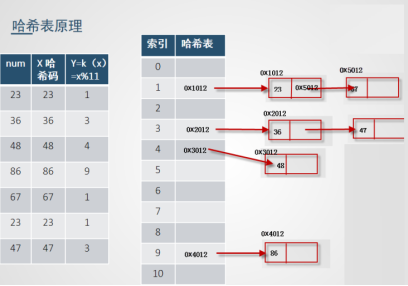 哈希表原理
num X 哈希码 Y=k（x）=x%11
23 23 1
36 36 3
48 48 4
86 86 9
67 67 1
23 23 1
47 47 3
索引 哈希表
0
1 0X1012
2
3 0X2012
4 0X3012
5
6
7
8
9 0X4012
10
0X1012 0X5012
23 0X5012 67
0X2012
36 47
0X3012
48
0X4012
86